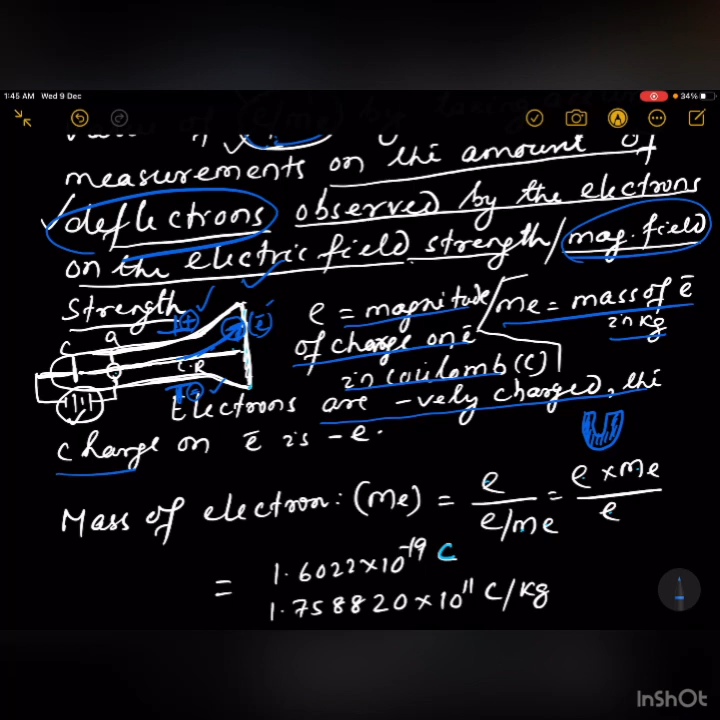 1:45 AM Wed 9 Dec
34%
measurements on the amount of
deflections observed by the electrons
on the electric field strength/mag. field
Strength
e = magnitude/me = mass of ē
of charge on ē in kg
in coulomb (C)
C a
(ē)
+
C.R
Electrons are -vely charged, the
charge on ē is -e.
Mass of electron: (me) = e / e/me = e × me / e
= 1.6022×10⁻¹⁹ C
1.758820×10¹¹ C/kg
InShOt